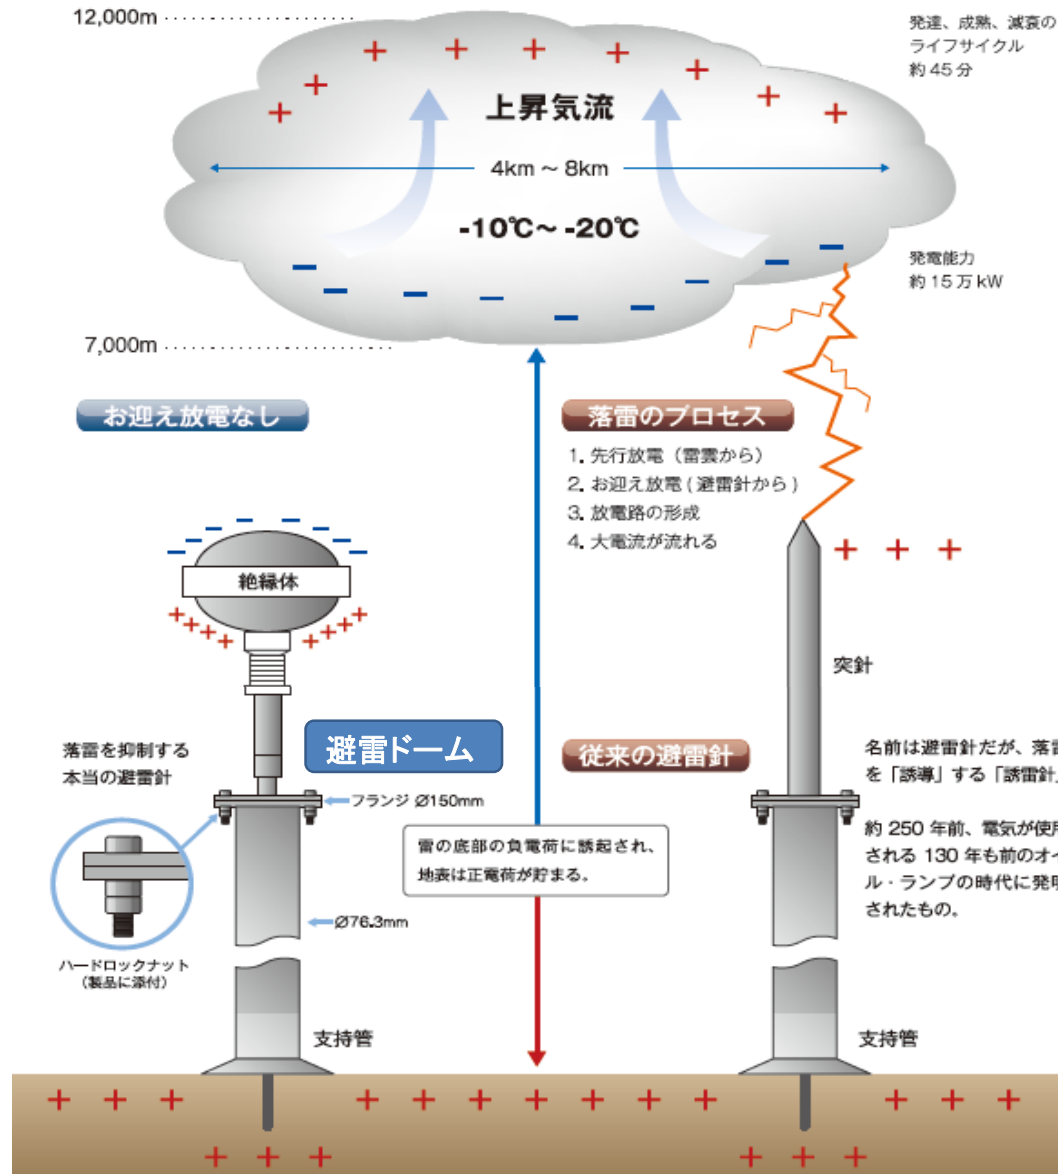 12,000m
発達、成熟、減衰の
ライフサイクル
約45分
上昇気流
4km ～ 8km
-10℃～ -20℃
発電能力
約15万kW
7,000m
お迎え放電なし
落雷のプロセス
1. 先行放電（雷雲から）
2. お迎え放電 ( 避雷針から )
3. 放電路の形成
4. 大電流が流れる
絶縁体
突針
落雷を抑制する
本当の避雷針
避雷ドーム
従来の避雷針
名前は避雷針だが、落雷
を「誘導」する「誘雷針」
フランジ Ø150mm
約 250 年前、電気が使用
される 130 年も前のオイ
ル・ランプの時代に発明
されたもの。
雷の底部の負電荷に誘起され、
地表は正電荷が貯まる。
Ø76.3mm
ハードロックナット
（製品に添付）
支持管
支持管